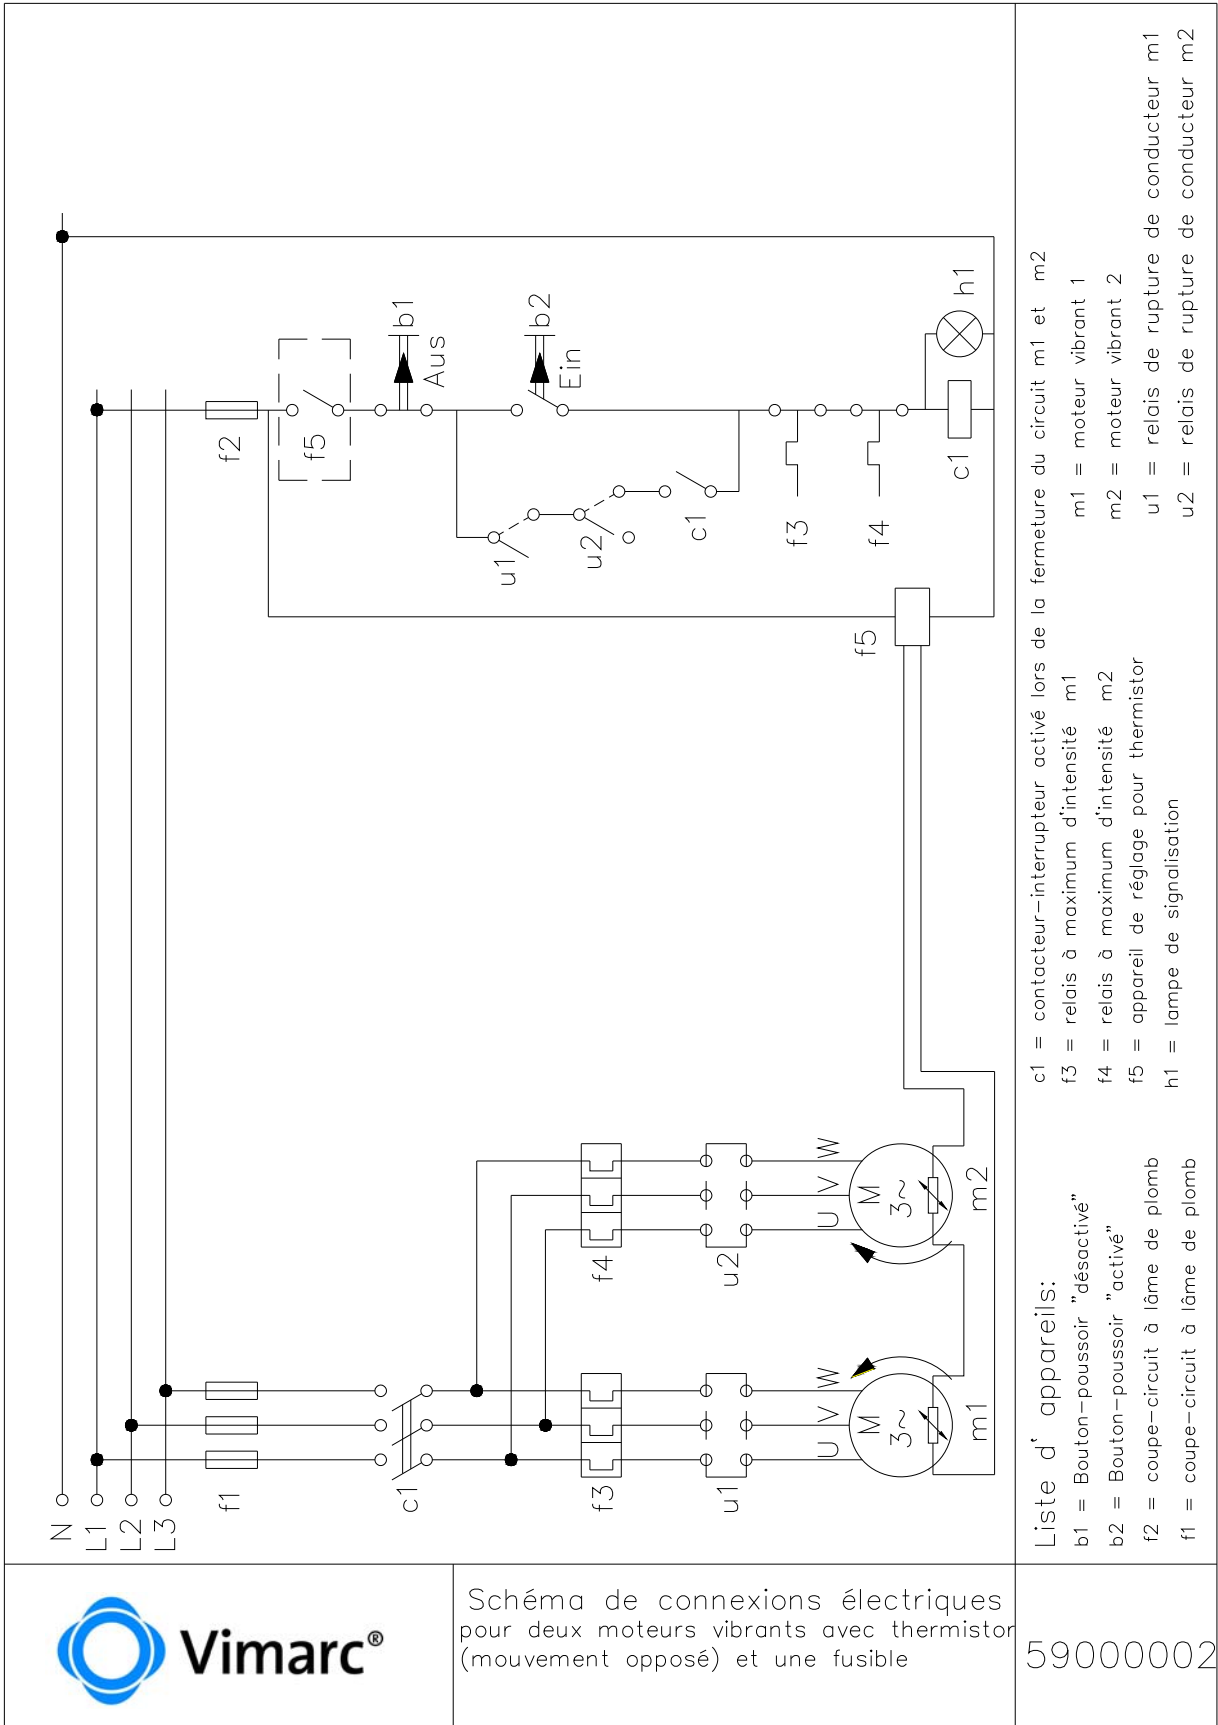 N
L1
L2
L3
f1
c1
f3
u1
U V W
M
3~
m1
f4
u2
U V W
M
3~
m2
f5
f2
f5
b1
Aus
b2
Ein
u1
u2
c1
f3
f4
c1
h1
Liste d' appareils:
b1 = Bouton-poussoir "désactivé"
b2 = Bouton-poussoir "activé"
f2 = coupe-circuit à lâme de plomb
f1 = coupe-circuit à lâme de plomb
c1 = contacteur-interrupteur activé lors de la fermeture du circuit m1 et m2
f3 = relais à maximum d'intensité m1
f4 = relais à maximum d'intensité m2
f5 = appareil de réglage pour thermistor
h1 = lampe de signalisation
m1 = moteur vibrant 1
m2 = moteur vibrant 2
u1 = relais de rupture de conducteur m1
u2 = relais de rupture de conducteur m2
Vimarc®
Schéma de connexions électriques
pour deux moteurs vibrants avec thermistor
(mouvement opposé) et une fusible
59000002